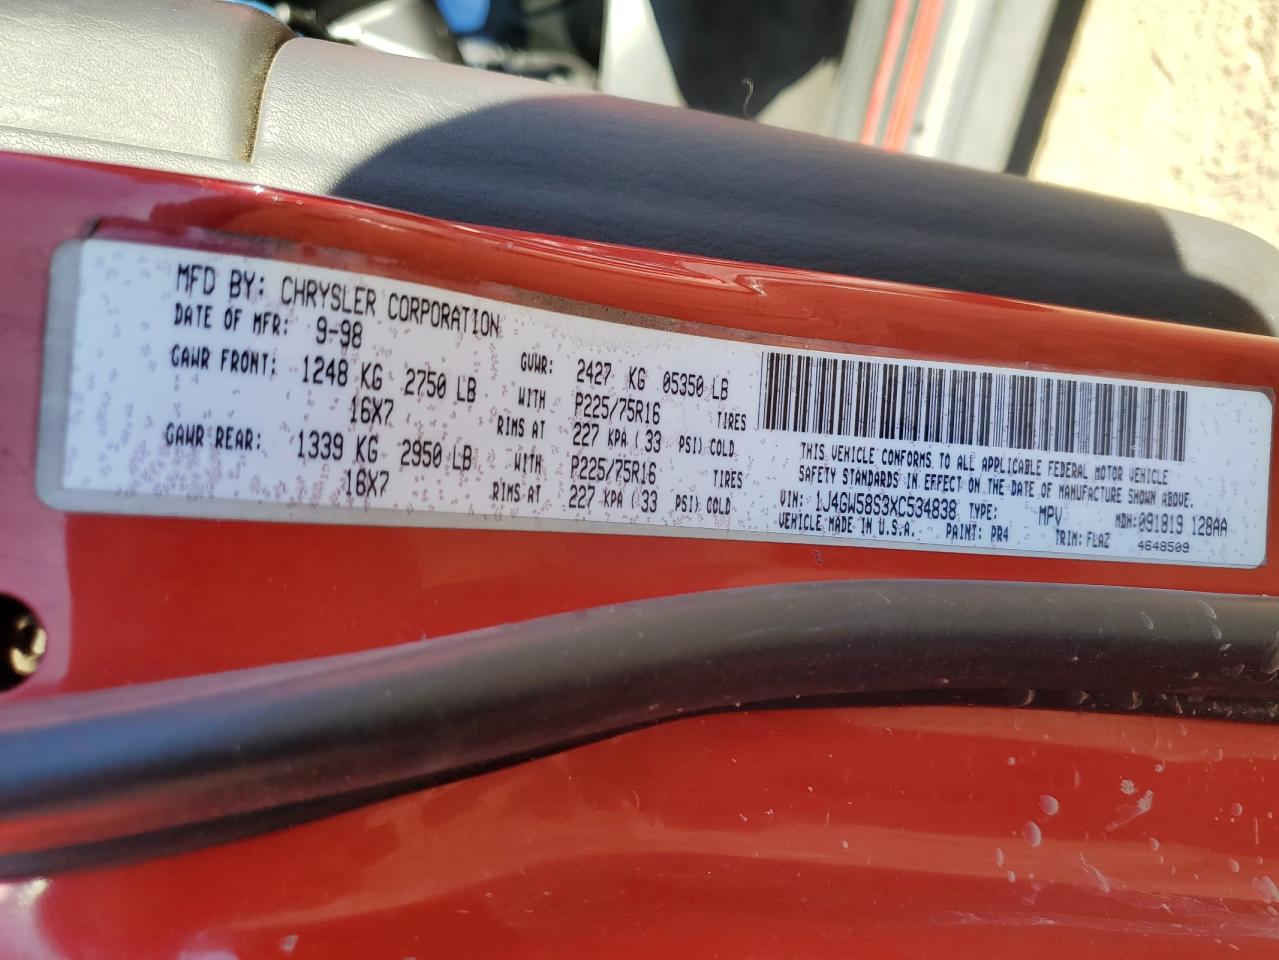 MFD BY: CHRYSLER CORPORATION
DATE OF MFR: 9-98 GVWR: 2427 KG 05350 LB
GAWR FRONT: 1248 KG 2750 LB WITH P225/75R16 TIRES
16X7 RIMS AT 227 KPA ( 33 PSI) COLD
GAWR REAR: 1339 KG 2950 LB WITH P225/75R16 TIRES
16X7 RIMS AT 227 KPA ( 33 PSI) COLD
THIS VEHICLE CONFORMS TO ALL APPLICABLE FEDERAL MOTOR VEHICLE
SAFETY STANDARDS IN EFFECT ON THE DATE OF MANUFACTURE SHOWN ABOVE.
VIN: 1J4GW58S3XC534838 TYPE: MPV MDH:091819 128AA
VEHICLE MADE IN U.S.A. PAINT: PR4 TRIM: FLAZ 4648509